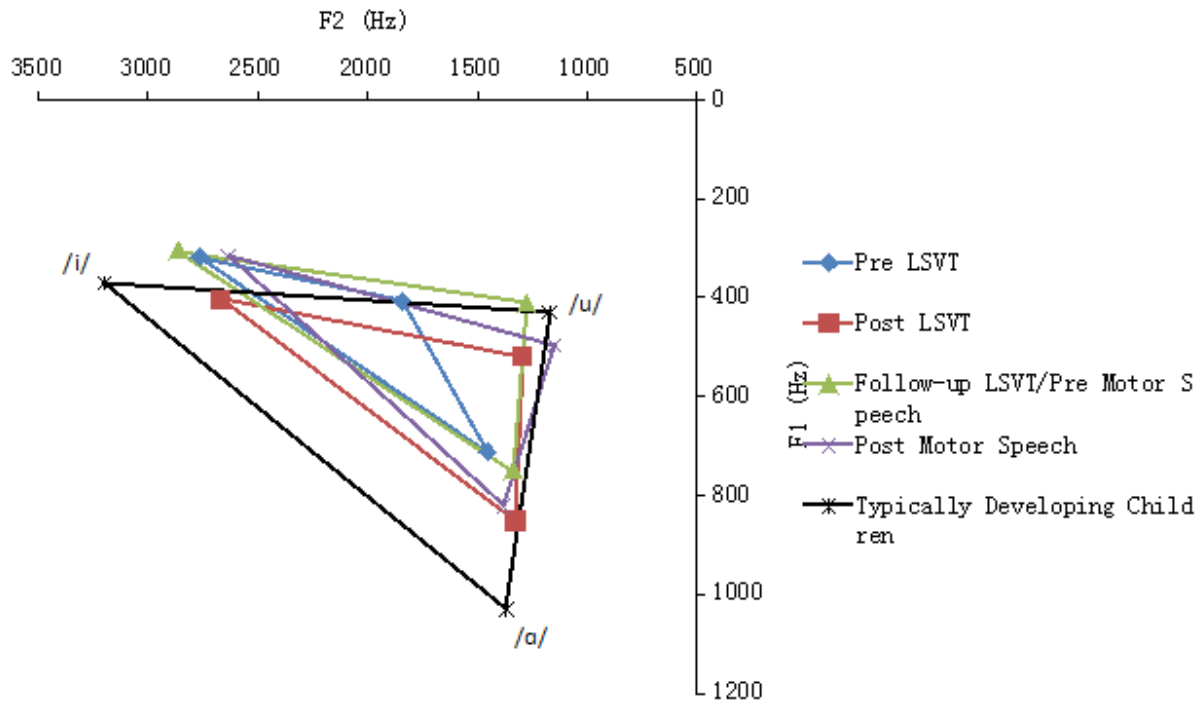 F2 (Hz)
3500 3000 2500 2000 1500 1000 500
0
200
/i/
/u/
400
600
800
1000
1200
/ɑ/
F1 (Hz)
Pre LSVT
Post LSVT
Follow-up LSVT/Pre Motor S
peech
Post Motor Speech
Typically Developing Child
ren